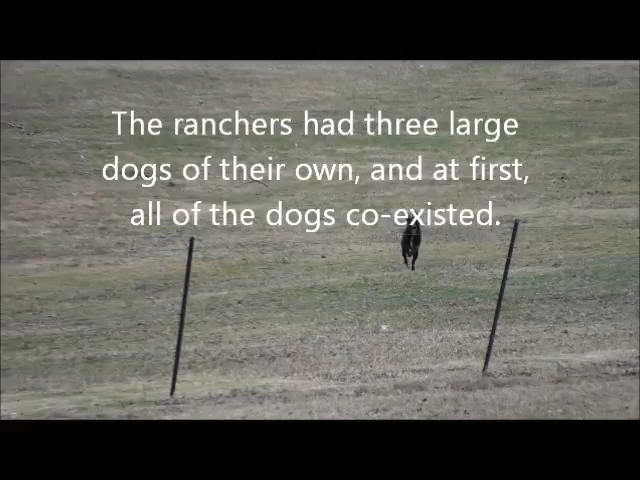 The ranchers had three large
dogs of their own, and at first,
all of the dogs co-existed.